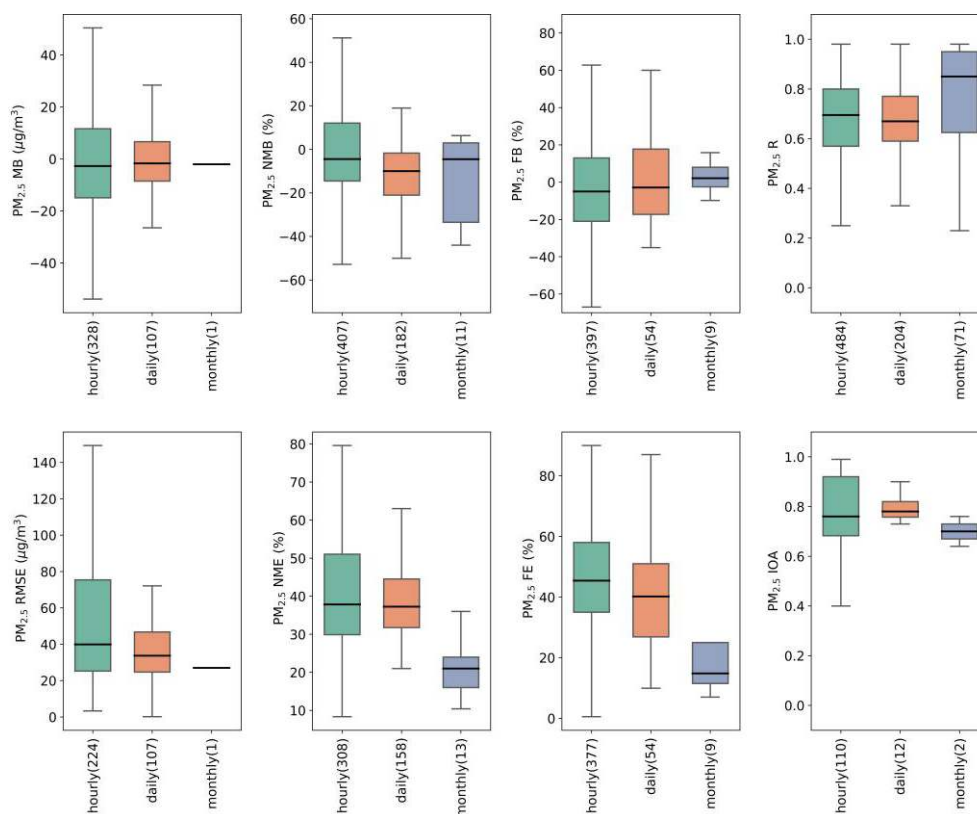 PM2.5 MB (μg/m³)
40
20
0
−20
−40
hourly(328)
daily(107)
monthly(1)
PM2.5 NMB (%)
60
40
20
0
−20
−40
−60
hourly(407)
daily(182)
monthly(11)
PM2.5 FB (%)
80
60
40
20
0
−20
−40
−60
hourly(397)
daily(54)
monthly(9)
PM2.5 R
1.0
0.8
0.6
0.4
0.2
0.0
hourly(484)
daily(204)
monthly(71)
PM2.5 RMSE (μg/m³)
140
120
100
80
60
40
20
0
hourly(224)
daily(107)
monthly(1)
PM2.5 NME (%)
80
70
60
50
40
30
20
10
hourly(308)
daily(158)
monthly(13)
PM2.5 FE (%)
80
60
40
20
0
hourly(377)
daily(54)
monthly(9)
PM2.5 IOA
1.0
0.8
0.6
0.4
0.2
0.0
hourly(110)
daily(12)
monthly(2)